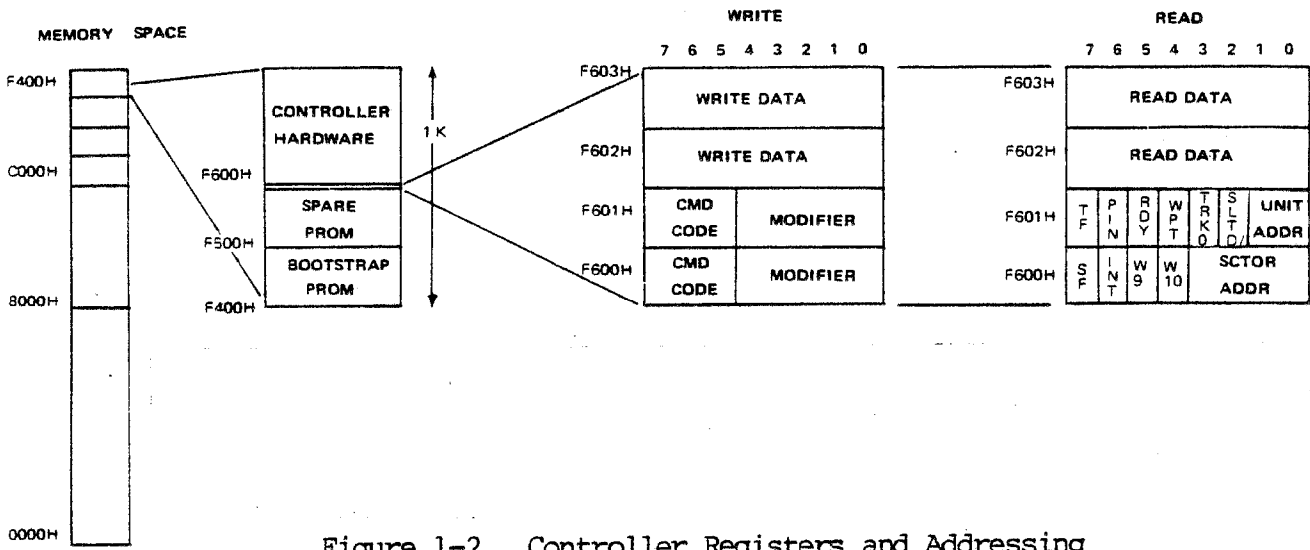 MEMORY SPACE
F400H
C000H
8000H
0000H
CONTROLLER
HARDWARE
1K
F600H
SPARE
PROM
F500H
BOOTSTRAP
PROM
F400H
WRITE
7 6 5 4 3 2 1 0
F603H
WRITE DATA
F602H
WRITE DATA
F601H
CMD
CODE
MODIFIER
F600H
CMD
CODE
MODIFIER
READ
7 6 5 4 3 2 1 0
F603H
READ DATA
F602H
READ DATA
F601H
TF
PIN
RDY
WPT
TRK0
SLTD/
UNIT
ADDR
F600H
SF
INT
W9
W10
SCTOR
ADDR
Figure 1-2 Controller Registers and Addressing